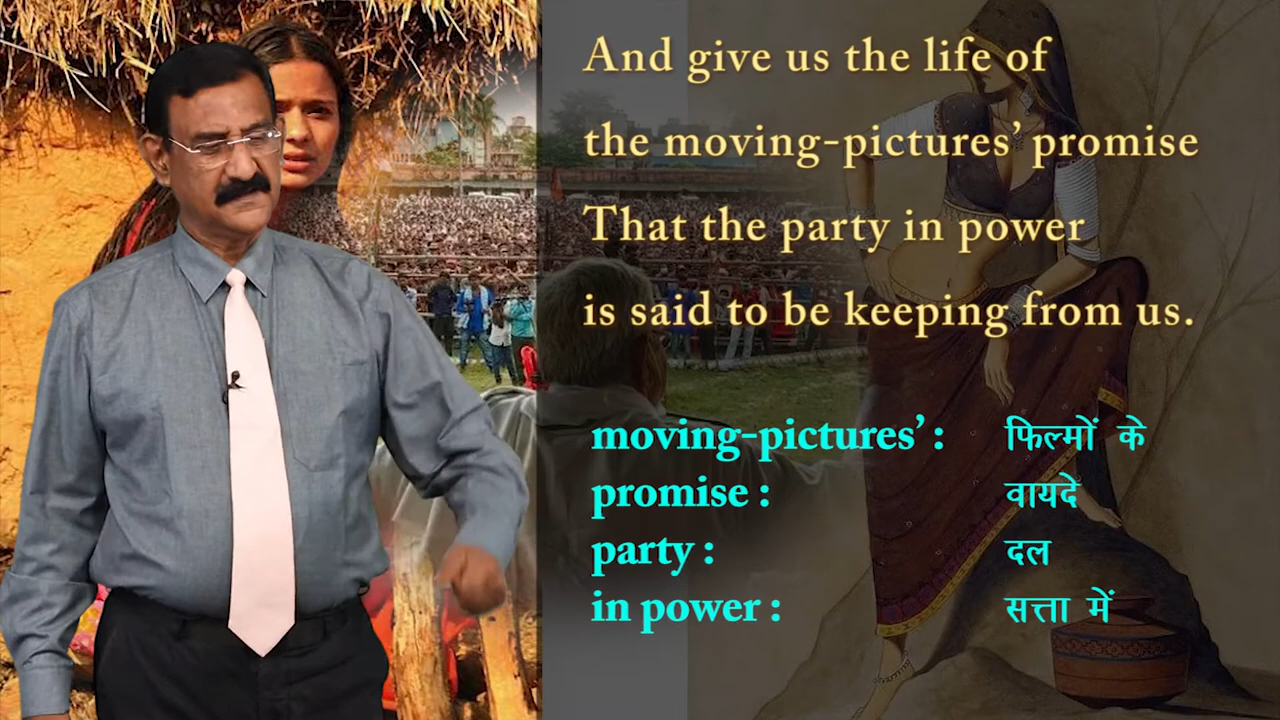 And give us the life of
the moving-pictures’ promise
That the party in power
is said to be keeping from us.
moving-pictures’ : फिल्मों के
promise : वायदे
party : दल
in power : सत्ता में